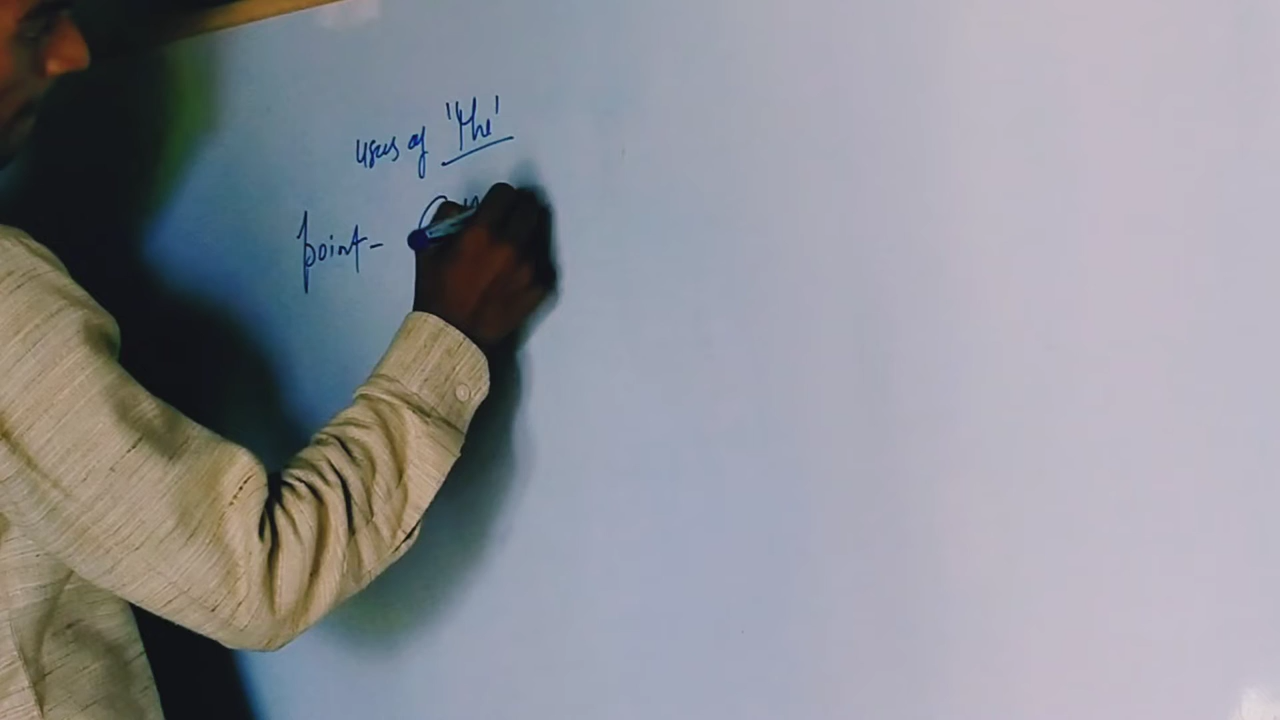 uses of 'the'
point-